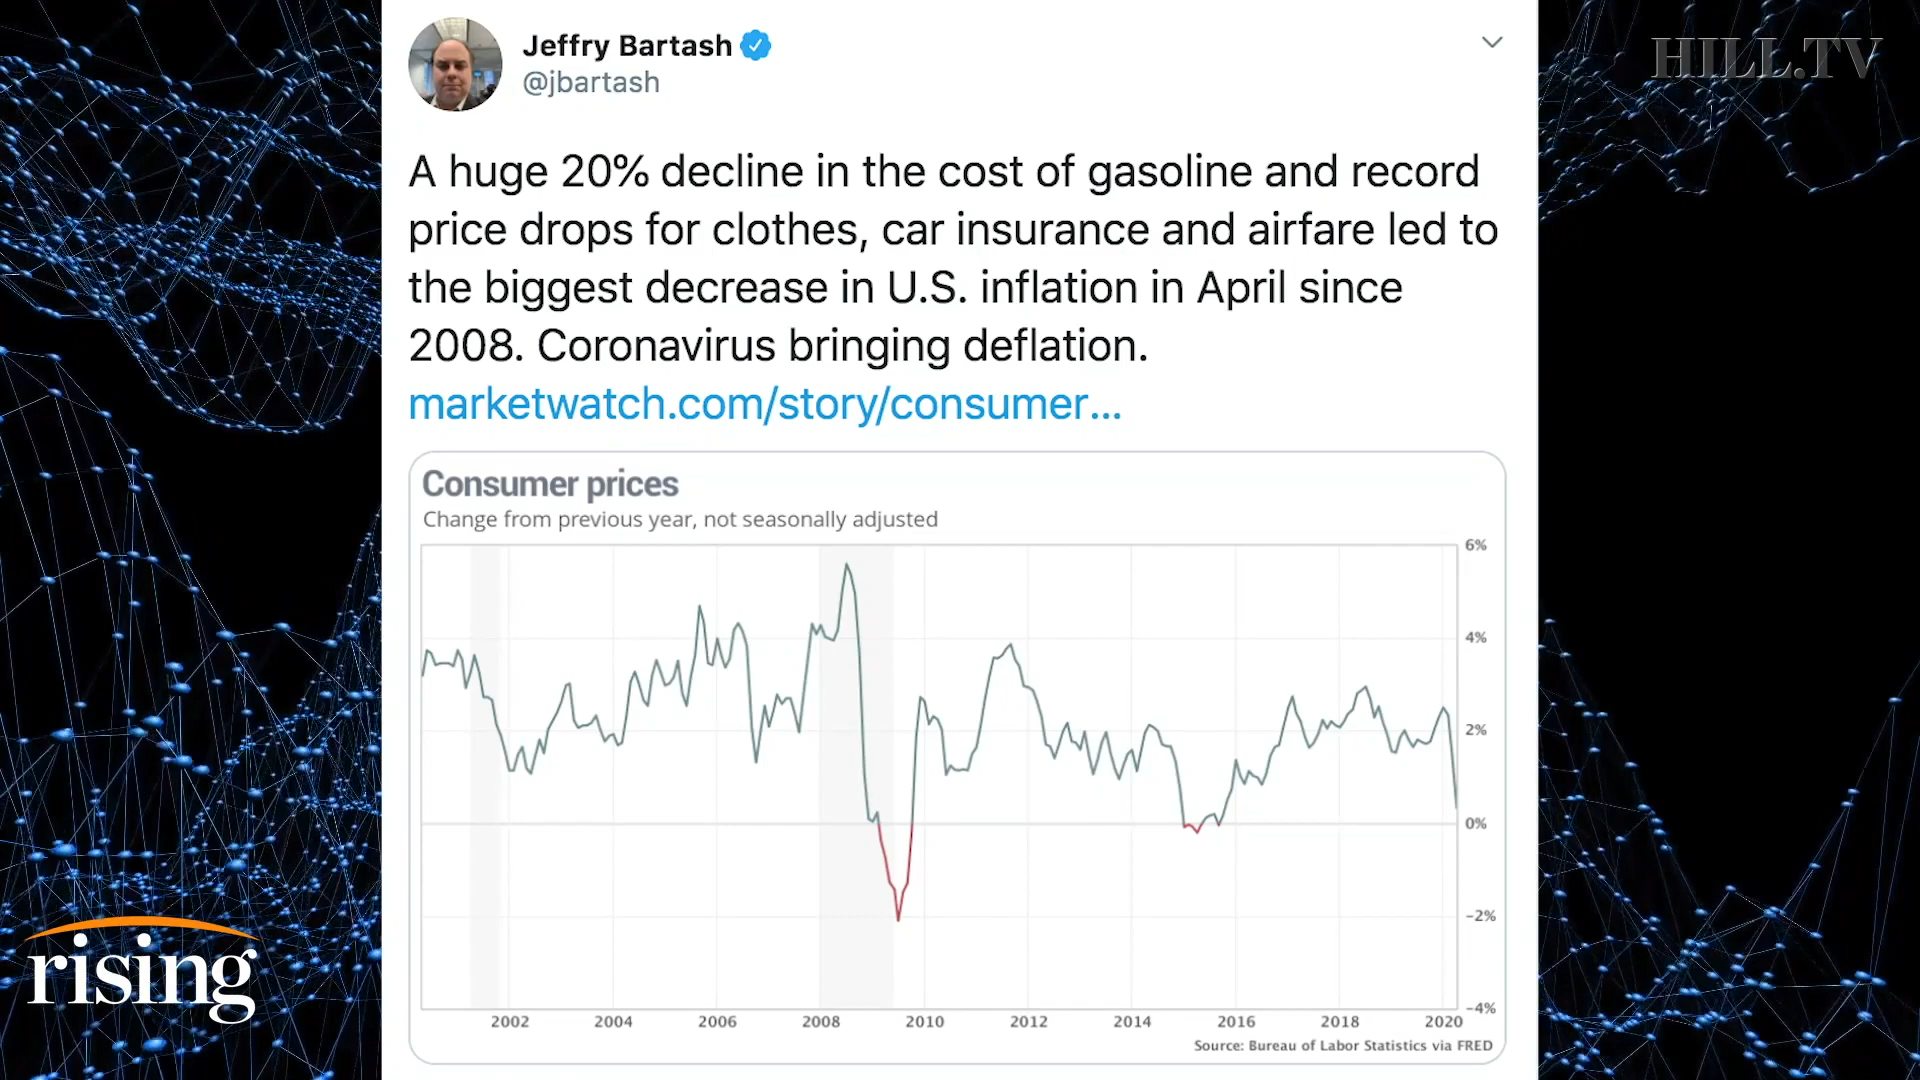 Jeffry Bartash
@jbartash
HILL.TV
A huge 20% decline in the cost of gasoline and record
price drops for clothes, car insurance and airfare led to
the biggest decrease in U.S. inflation in April since
2008. Coronavirus bringing deflation.
marketwatch.com/story/consumer...
Consumer prices
Change from previous year, not seasonally adjusted
6%
4%
2%
0%
-2%
-4%
2002 2004 2006 2008 2010 2012 2014 2016 2018 2020
Source: Bureau of Labor Statistics via FRED
rising